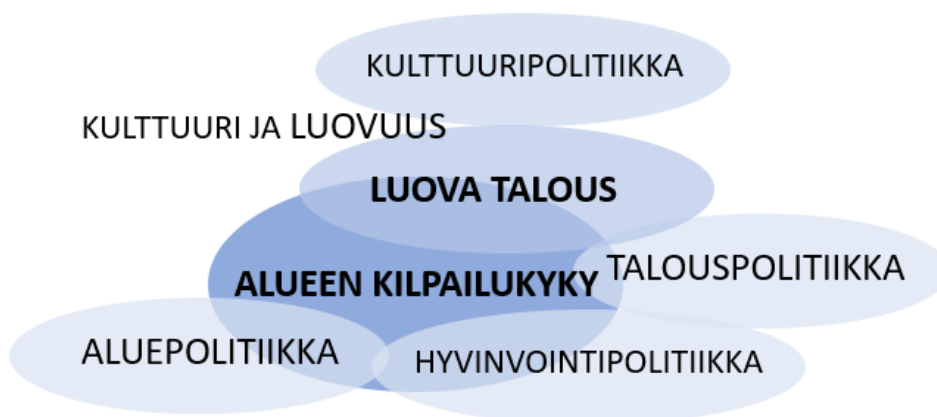 KULTTUURIPOLITIIKKA
KULTTUURI JA LUOVUUS
LUOVA TALOUS
ALUEEN KILPAILUKYKY
TALOUSPOLITIIKKA
ALUEPOLITIIKKA
HYVINVOINTIPOLITIIKKA